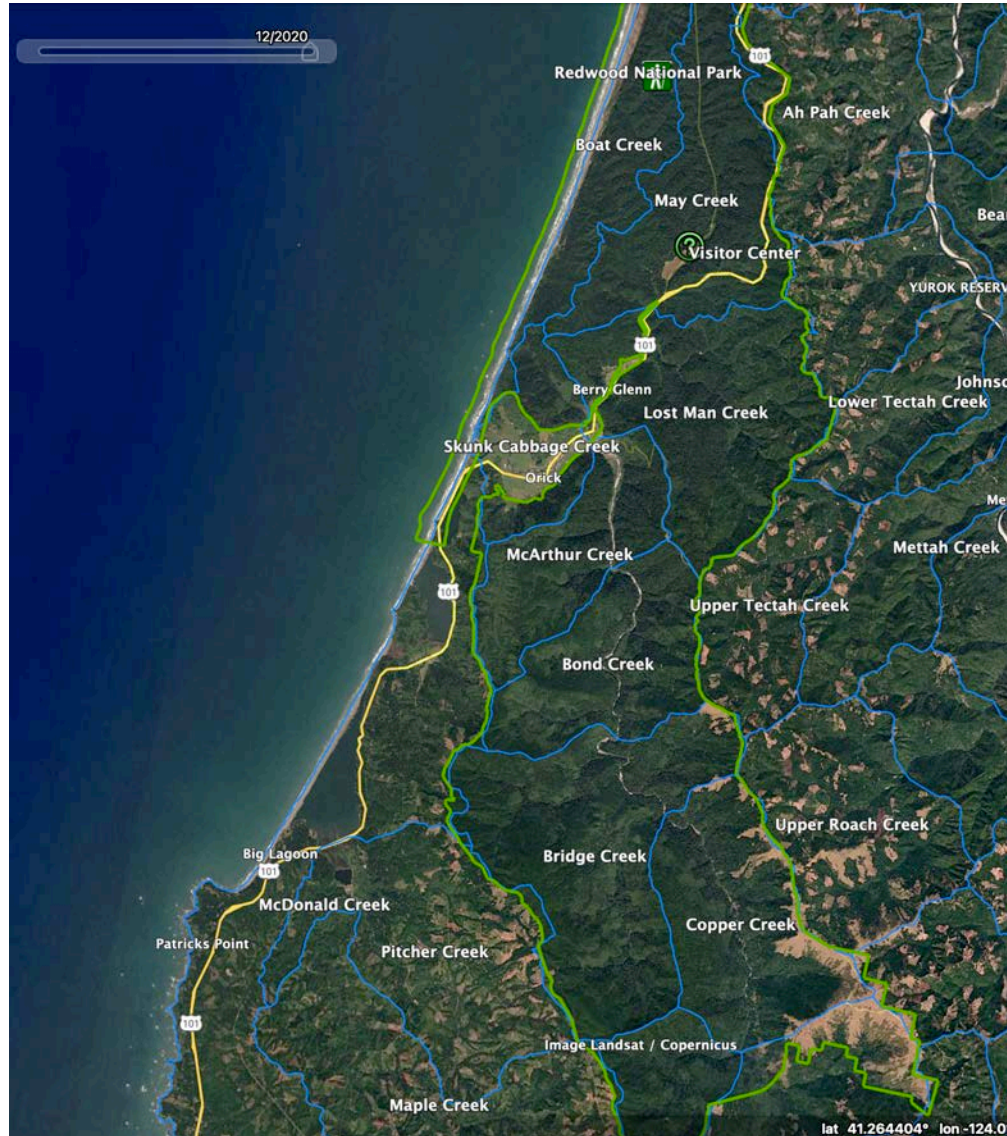 12/2020
101
Redwood National Park
Ah Pah Creek
Boat Creek
May Creek
Visitor Center
YUROK RESERV
101
Berry Glenn
Johnso
Lower Tectah Creek
Lost Man Creek
Skunk Cabbage Creek
Orick
McArthur Creek
Mettah Creek
101
Upper Tectah Creek
Bond Creek
Upper Roach Creek
Big Lagoon
Bridge Creek
101
McDonald Creek
Copper Creek
Patricks Point
Pitcher Creek
101
Image Landsat / Copernicus
Maple Creek
lat 41.264404° lon -124.0